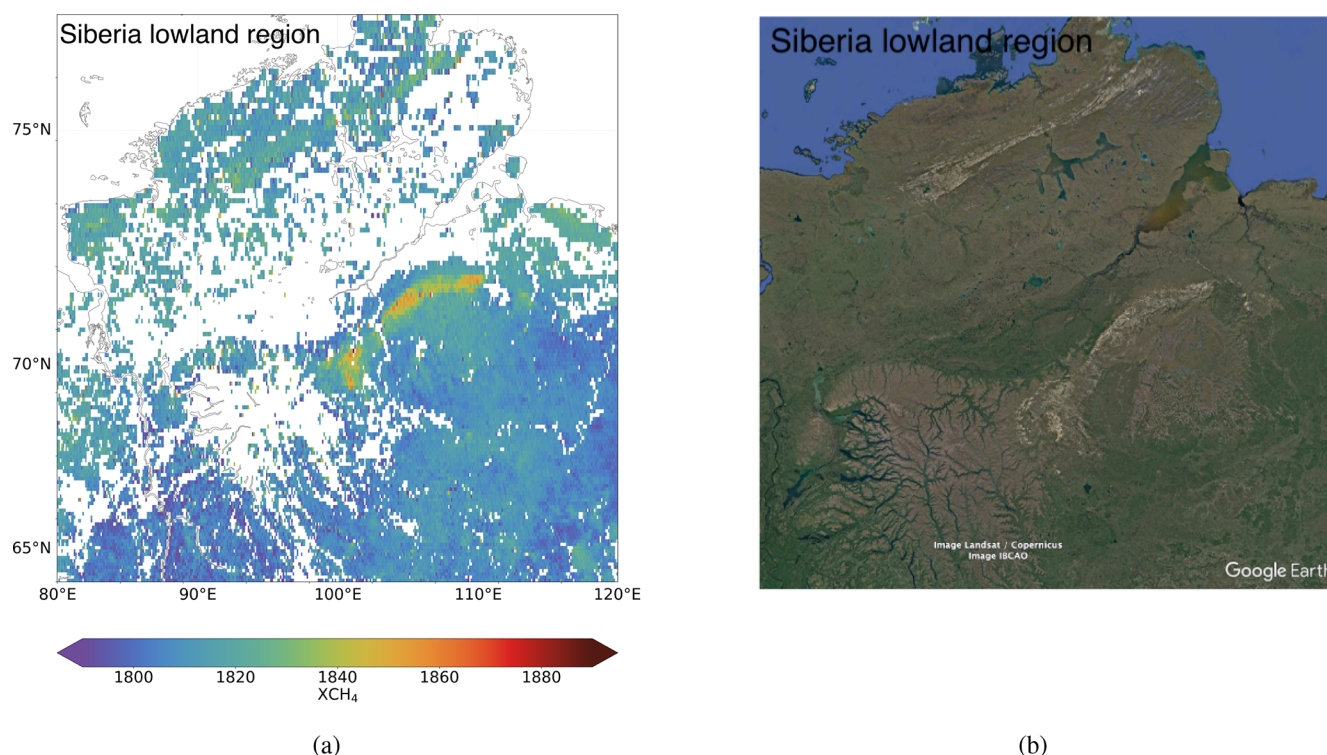 Siberia lowland region
75°N
70°N
65°N
80°E 90°E 100°E 110°E 120°E
1800 1820 1840 1860 1880
XCH₄
(a)
Siberia lowland region
Image Landsat / Copernicus
Image IBCAO
Google Earth
(b)